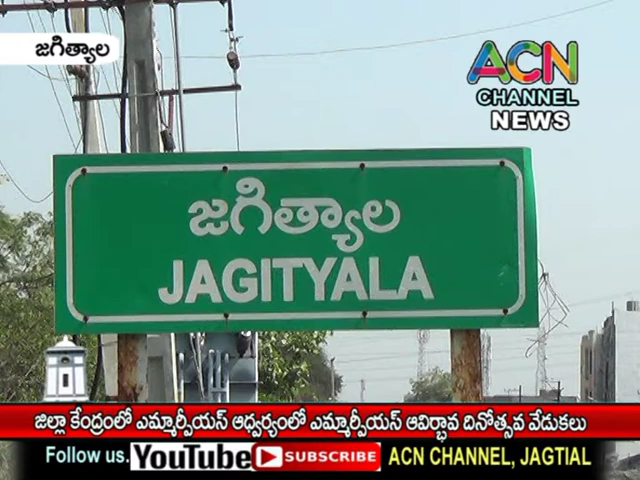 జగిత్యాల
ACN
CHANNEL
NEWS
జగిత్యాల
JAGITYALA
జిల్లా కేంద్రంలో ఎమ్మార్పీయస్ ఆధ్వర్యంలో ఎమ్మార్పీయస్ ఆవిర్భావ దినోత్సవ వేడుకలు
Follow us. YouTube SUBSCRIBE ACN CHANNEL, JAGTIAL